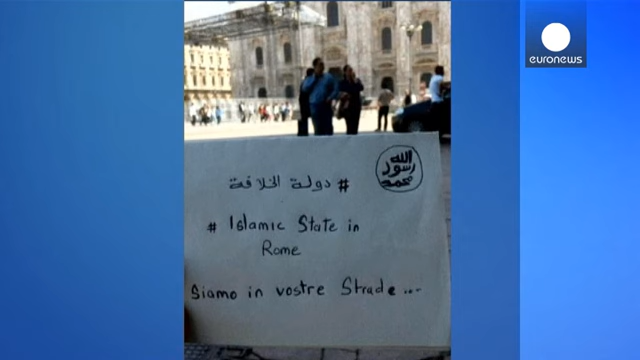 euronews
# دولة الخلافة
الله
رسول
محمد
# Islamic State in
Rome
Siamo in vostre Strade ...